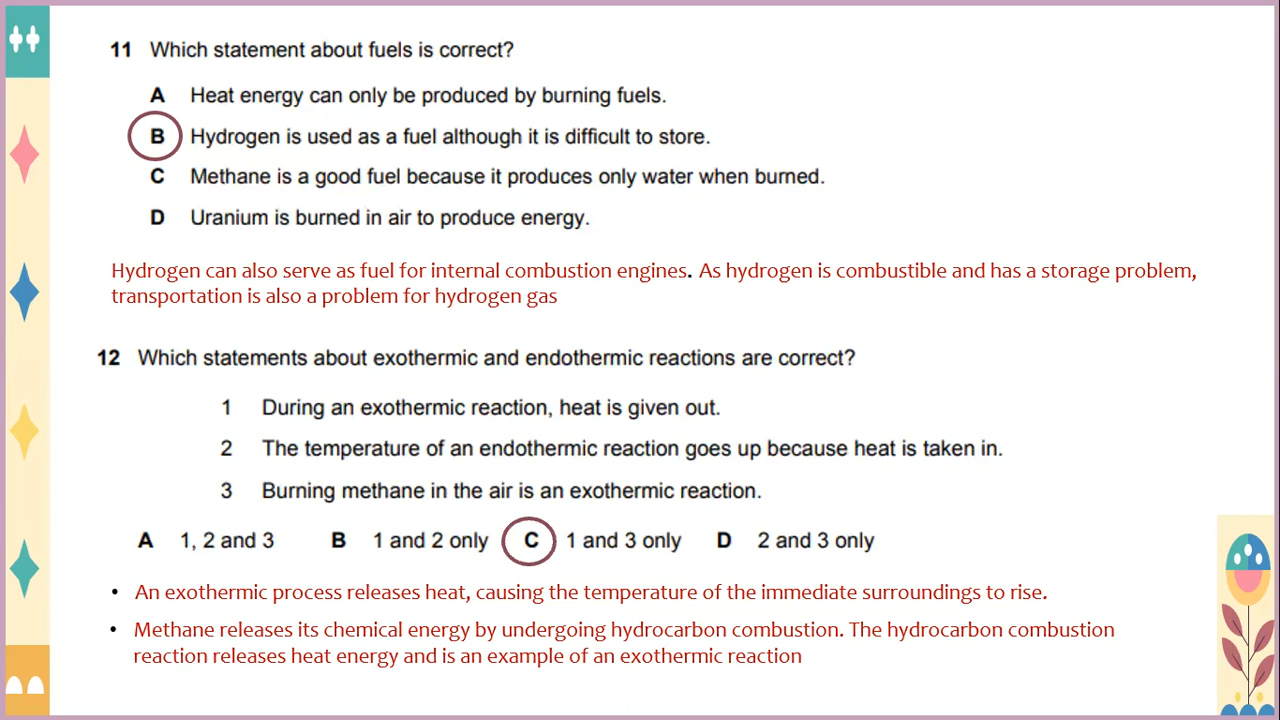 11 Which statement about fuels is correct?
A Heat energy can only be produced by burning fuels.
B Hydrogen is used as a fuel although it is difficult to store.
C Methane is a good fuel because it produces only water when burned.
D Uranium is burned in air to produce energy.
Hydrogen can also serve as fuel for internal combustion engines. As hydrogen is combustible and has a storage problem,
transportation is also a problem for hydrogen gas
12 Which statements about exothermic and endothermic reactions are correct?
1 During an exothermic reaction, heat is given out.
2 The temperature of an endothermic reaction goes up because heat is taken in.
3 Burning methane in the air is an exothermic reaction.
A 1, 2 and 3 B 1 and 2 only C 1 and 3 only D 2 and 3 only
• An exothermic process releases heat, causing the temperature of the immediate surroundings to rise.
• Methane releases its chemical energy by undergoing hydrocarbon combustion. The hydrocarbon combustion
reaction releases heat energy and is an example of an exothermic reaction